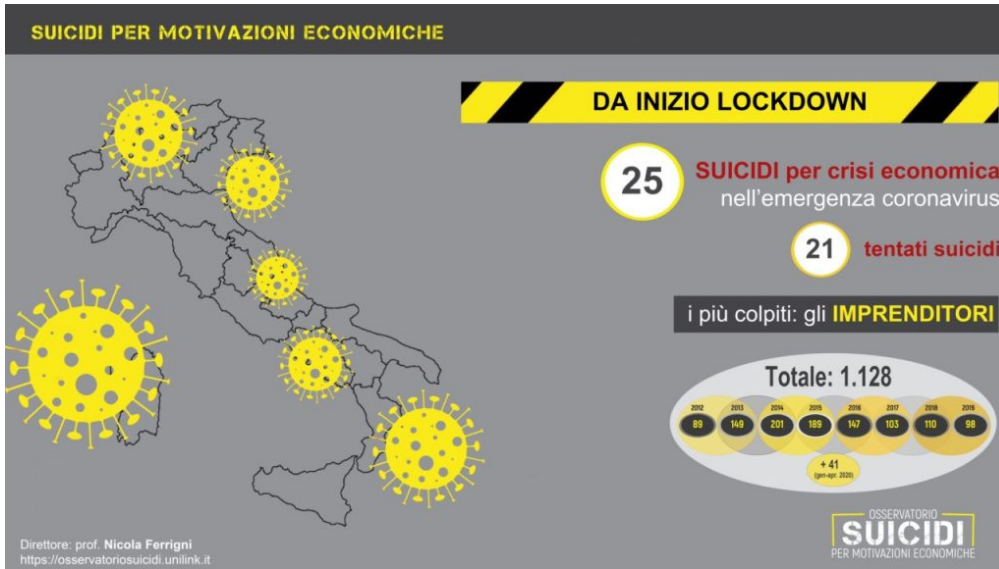 SUICIDI PER MOTIVAZIONI ECONOMICHE
DA INIZIO LOCKDOWN
25
SUICIDI per crisi economica
nell'emergenza coronavirus
21
tentati suicidi
i più colpiti: gli IMPRENDITORI
Totale: 1.128
2012 2013 2014 2015 2016 2017 2018 2019
89 149 201 189 147 103 110 98
+ 41
(gen-apr. 2020)
OSSERVATORIO
SUICIDI
PER MOTIVAZIONI ECONOMICHE
Direttore: prof. Nicola Ferrigni
https://osservatoriosuicidi.unilink.it